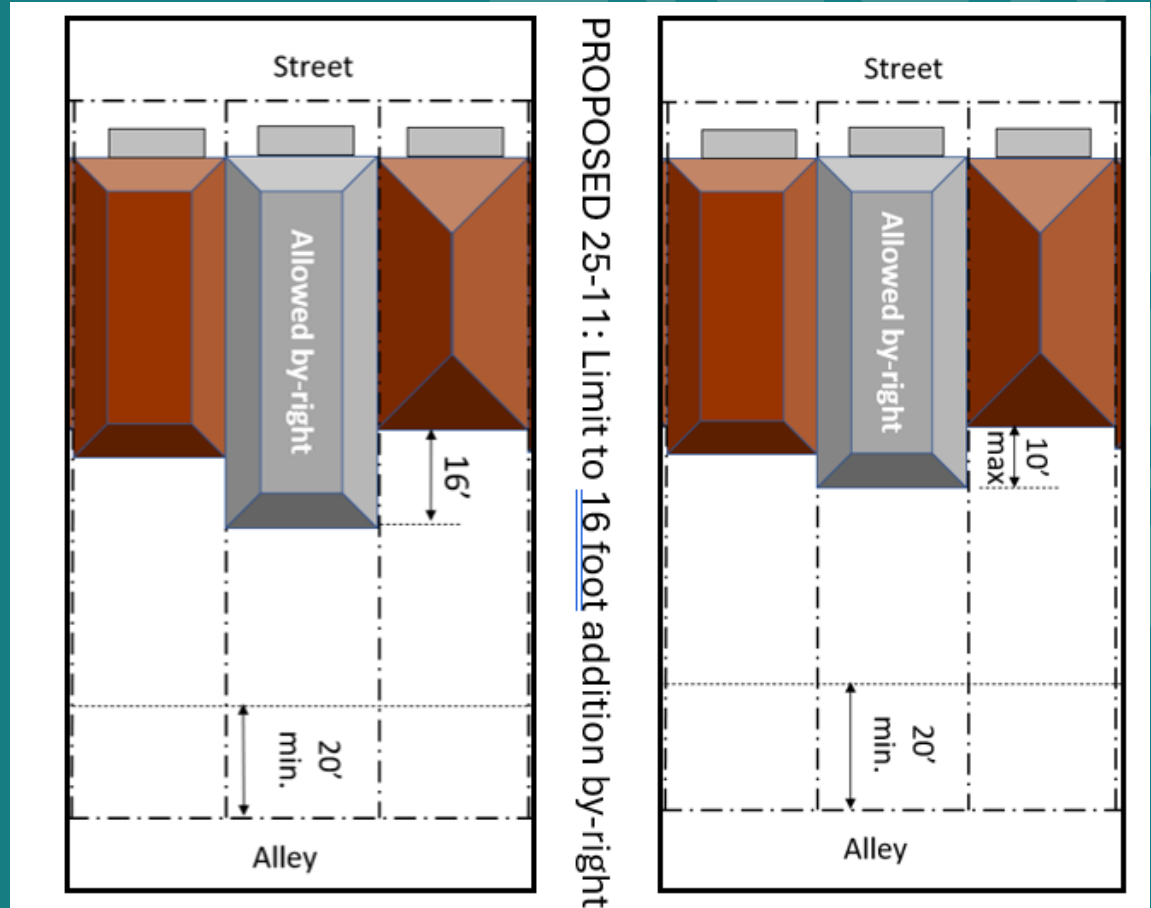 Street
Allowed by-right
16’
20’
min.
Alley
PROPOSED 25-11: Limit to 16 foot addition by-right
Street
Allowed by-right
10’
max
20’
min.
Alley